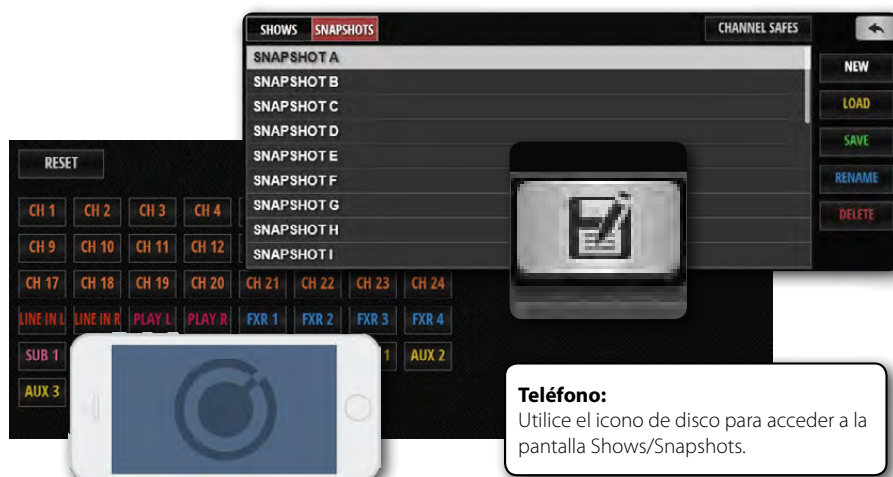 SHOWS SNAPSHOTS CHANNEL SAFES
SNAPSHOT A
SNAPSHOT B
SNAPSHOT C
SNAPSHOT D
SNAPSHOT E
SNAPSHOT F
SNAPSHOT G
SNAPSHOT H
SNAPSHOT I
NEW
LOAD
SAVE
RENAME
DELETE
RESET
CH 1 CH 2 CH 3 CH 4
CH 9 CH 10 CH 11 CH 12
CH 17 CH 18 CH 19 CH 20 CH 21 CH 22 CH 23 CH 24
LINE IN L LINE IN R PLAY L PLAY R FXR 1 FXR 2 FXR 3 FXR 4
SUB 1 1 AUX 2
AUX 3
Teléfono:
Utilice el icono de disco para acceder a la
pantalla Shows/Snapshots.